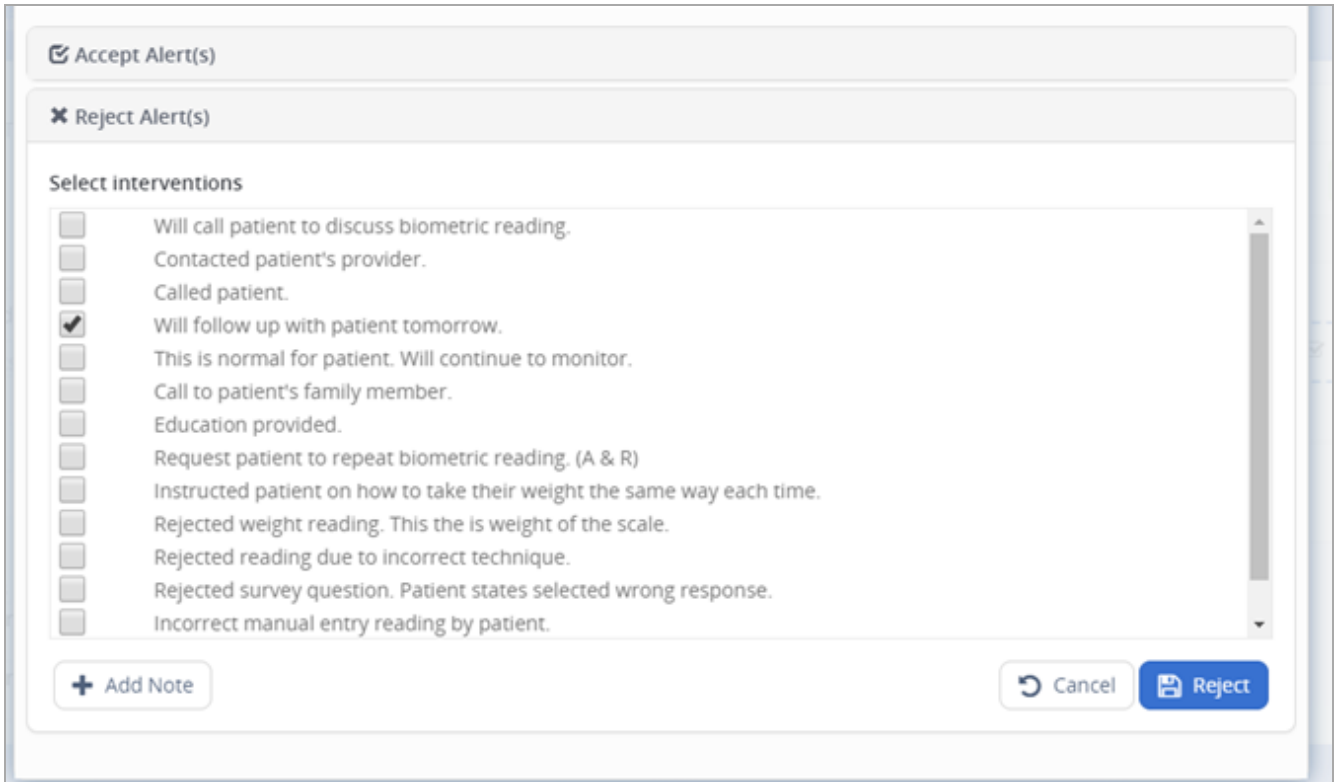 Accept Alert(s)
Reject Alert(s)
Select interventions
Will call patient to discuss biometric reading.
Contacted patient's provider.
Called patient.
Will follow up with patient tomorrow.
This is normal for patient. Will continue to monitor.
Call to patient's family member.
Education provided.
Request patient to repeat biometric reading. (A & R)
Instructed patient on how to take their weight the same way each time.
Rejected weight reading. This the is weight of the scale.
Rejected reading due to incorrect technique.
Rejected survey question. Patient states selected wrong response.
Incorrect manual entry reading by patient.
Add Note Cancel Reject